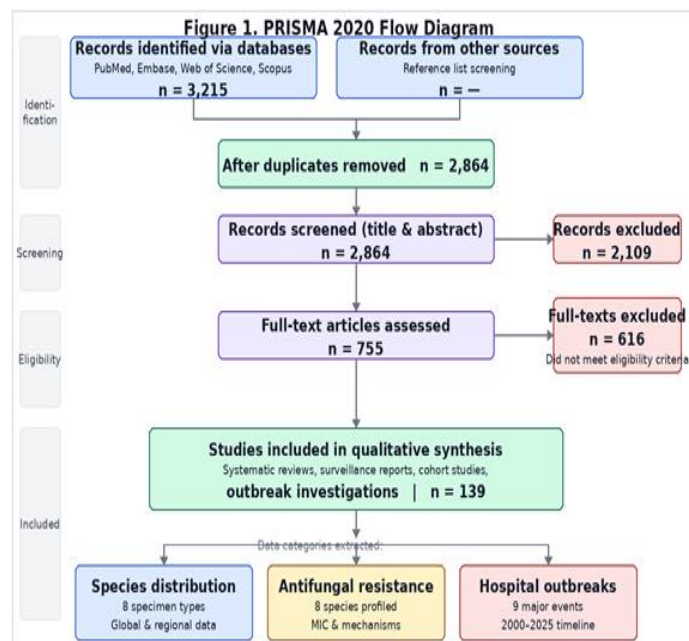 Figure 1. PRISMA 2020 Flow Diagram
Records identified via databases
PubMed, Embase, Web of Science, Scopus
n = 3,215
Records from other sources
Reference list screening
n = —
Identi-
fication
After duplicates removed n = 2,864
Screening
Records screened (title & abstract)
n = 2,864
Records excluded
n = 2,109
Eligibility
Full-text articles assessed
n = 755
Full-texts excluded
n = 616
Did not meet eligibility criteria
Included
Studies included in qualitative synthesis
Systematic reviews, surveillance reports, cohort studies,
outbreak investigations | n = 139
Data categories extracted:
Species distribution
8 specimen types
Global & regional data
Antifungal resistance
8 species profiled
MIC & mechanisms
Hospital outbreaks
9 major events
2000–2025 timeline